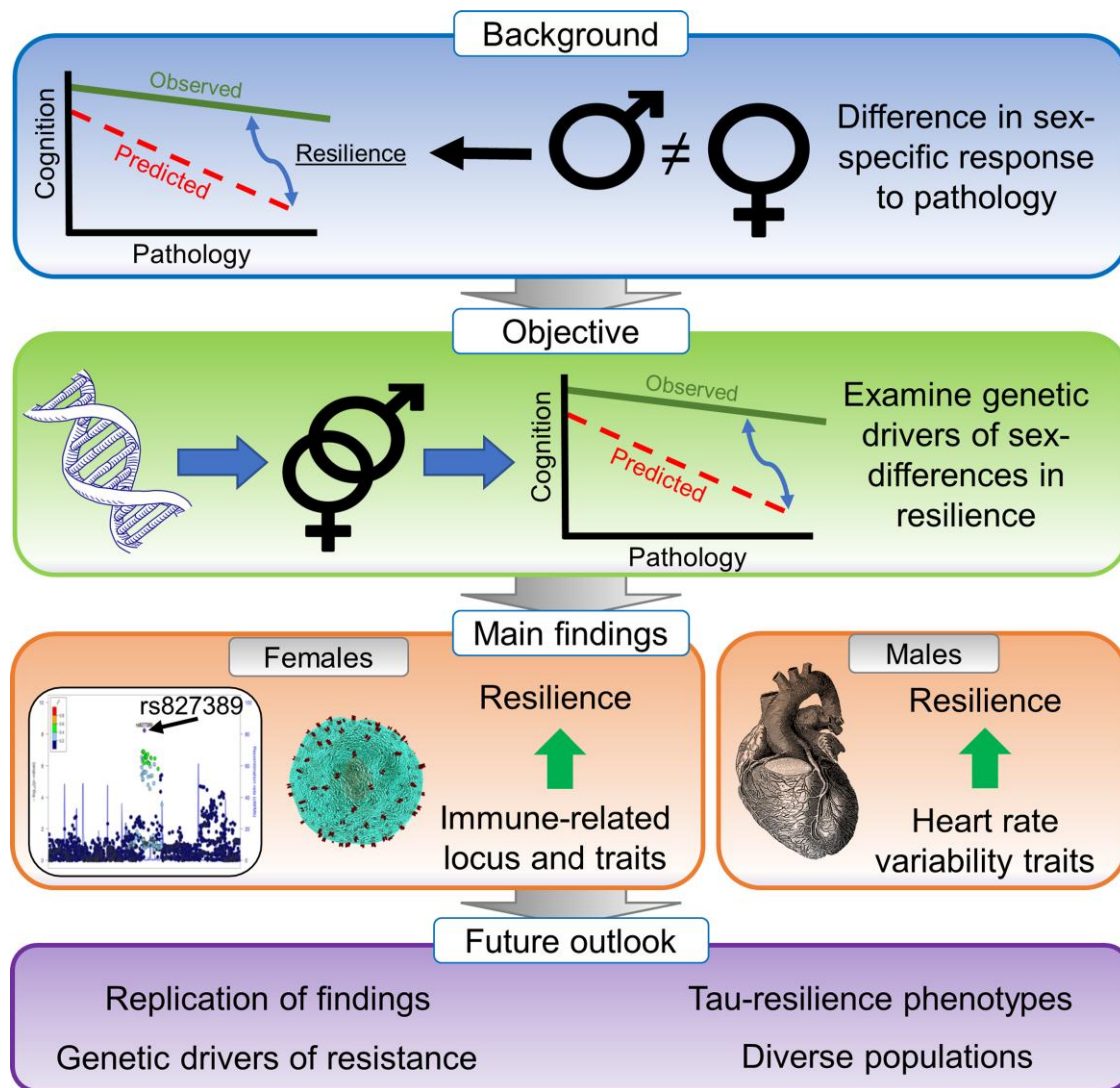 Background
Observed
Predicted
Cognition
Pathology
Resilience
≠
Difference in sex-
specific response
to pathology
Objective
Observed
Predicted
Cognition
Pathology
Examine genetic
drivers of sex-
differences in
resilience
Main findings
Females
rs827389
Resilience
Immune-related
locus and traits
Males
Resilience
Heart rate
variability traits
Future outlook
Replication of findings
Tau-resilience phenotypes
Genetic drivers of resistance
Diverse populations